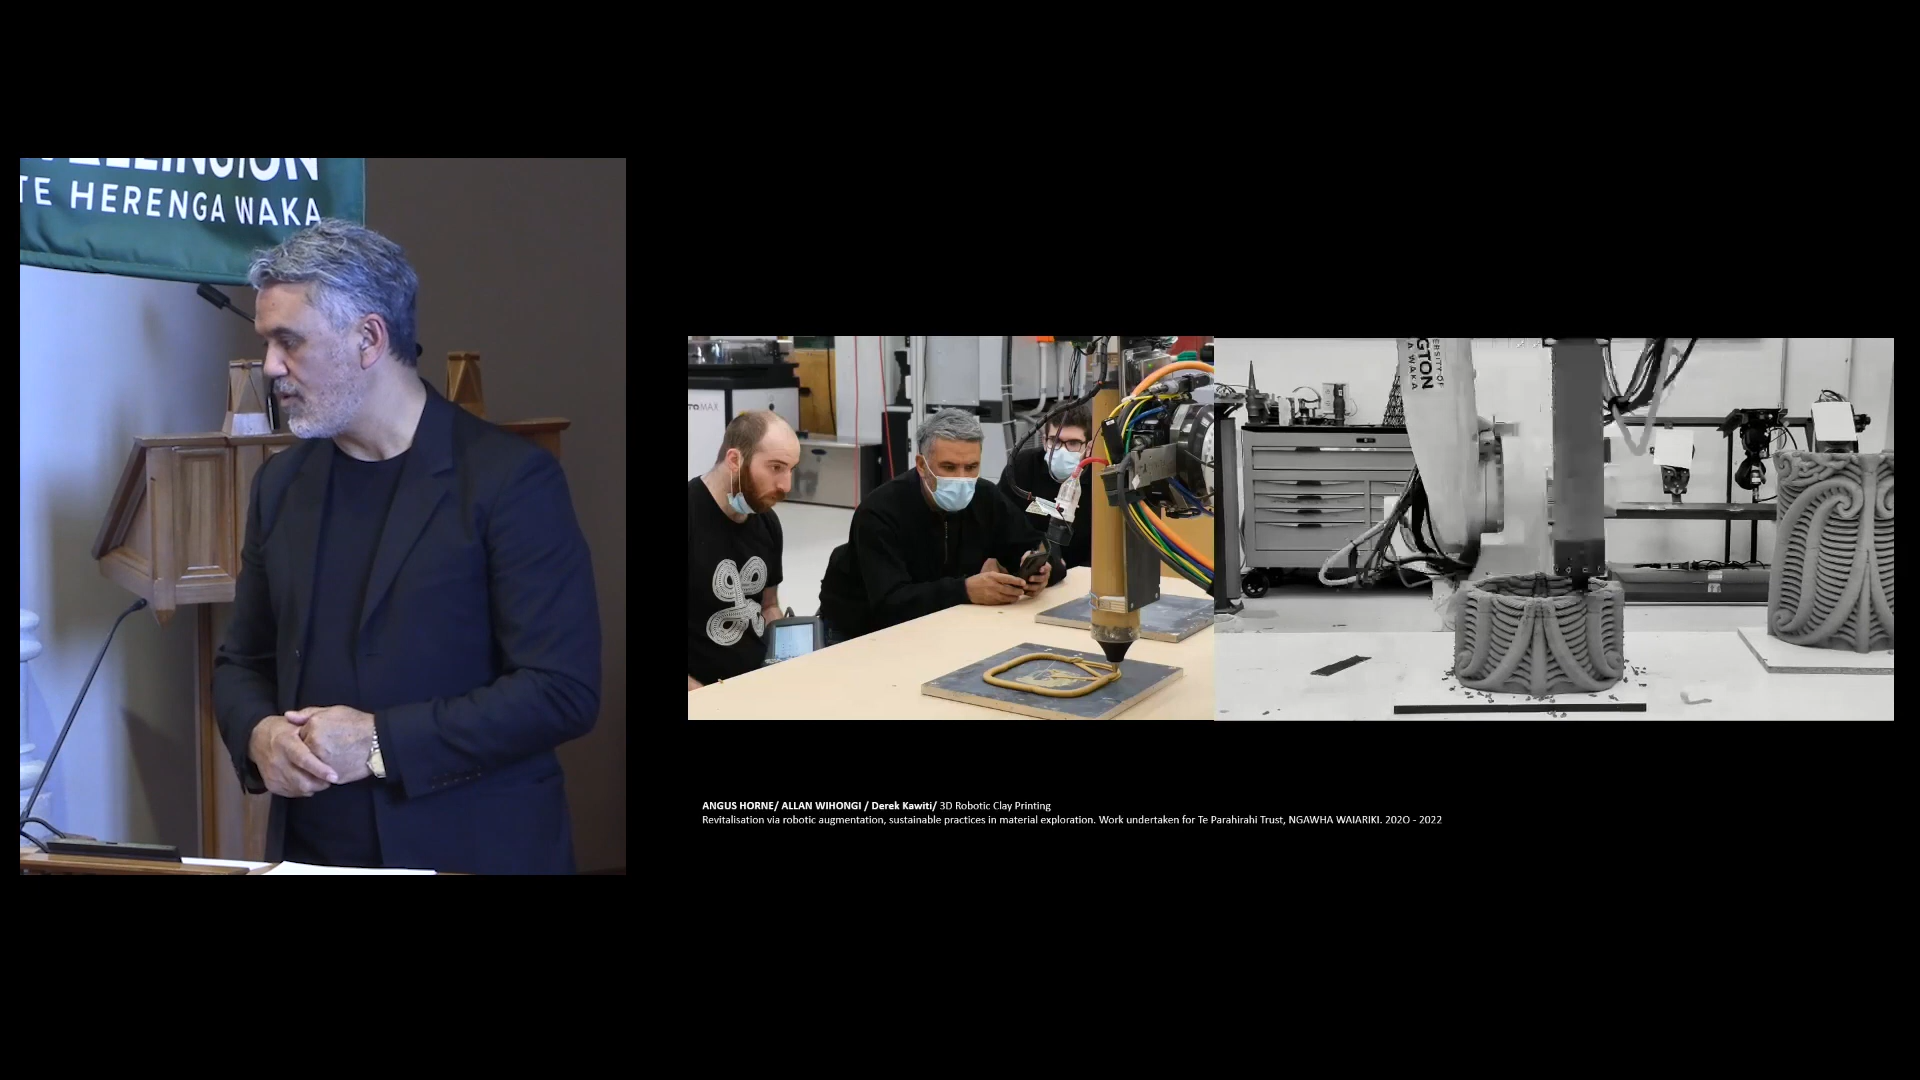 TE HERENGA WAKA
ANGUS HORNE/ ALLAN WIHONGI / Derek Kawiti/ 3D Robotic Clay Printing
Revitalisation via robotic augmentation, sustainable practices in material exploration. Work undertaken for Te Parahirahi Trust, NGAWHA WAIARIKI. 2020 - 2022